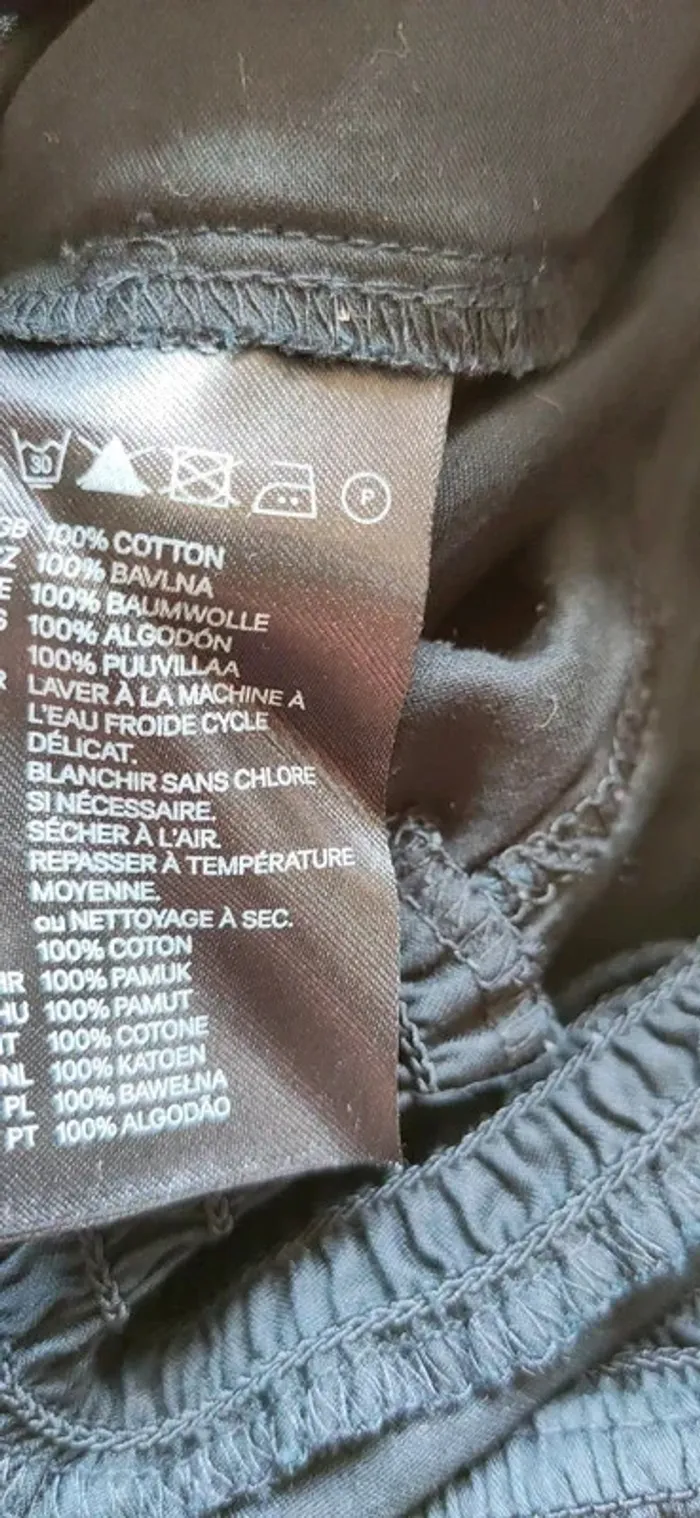 30 P
GB 100% COTTON
CZ 100% BAVLNA
E 100% BAUMWOLLE
S 100% ALGODÓN
100% PUUVILLAA
R LAVER À LA MACHINE À
L'EAU FROIDE CYCLE
DÉLICAT.
BLANCHIR SANS CHLORE
SI NÉCESSAIRE.
SÉCHER À L'AIR.
REPASSER À TEMPÉRATURE
MOYENNE.
ou NETTOYAGE À SEC.
100% COTON
HR 100% PAMUK
HU 100% PAMUT
IT 100% COTONE
NL 100% KATOEN
PL 100% BAWEŁNA
PT 100% ALGODÃO